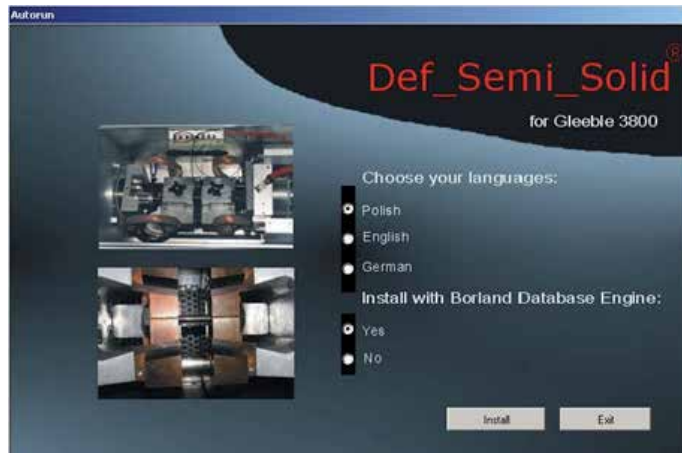 Autorun
Def_Semi_Solid®
for Gleeble 3800
Choose your languages:
Polish
English
German
Install with Borland Database Engine:
Yes
No
Install
Exit